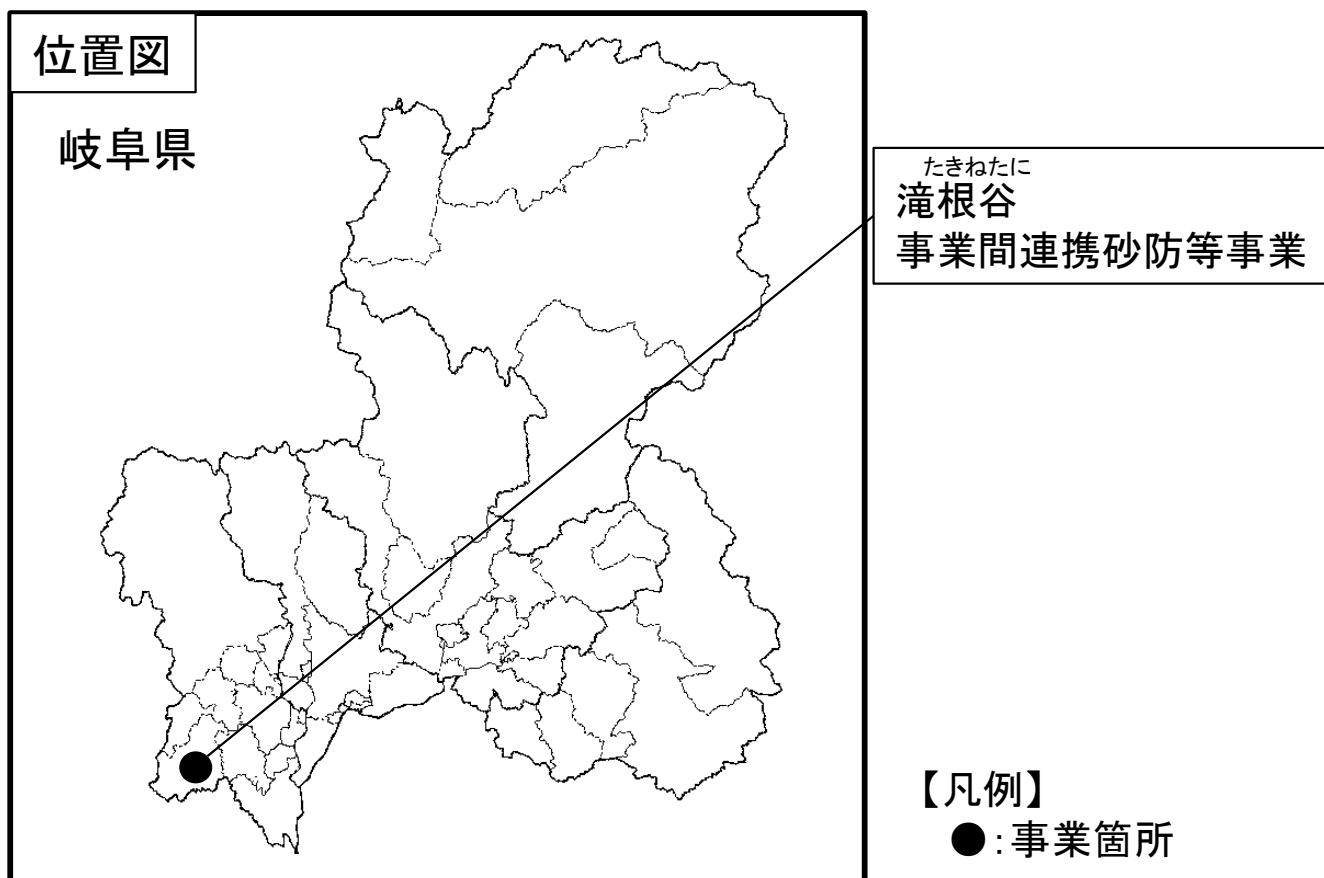 位置図
岐阜県
たきねたに
滝根谷
事業間連携砂防等事業
【凡例】
●:事業箇所